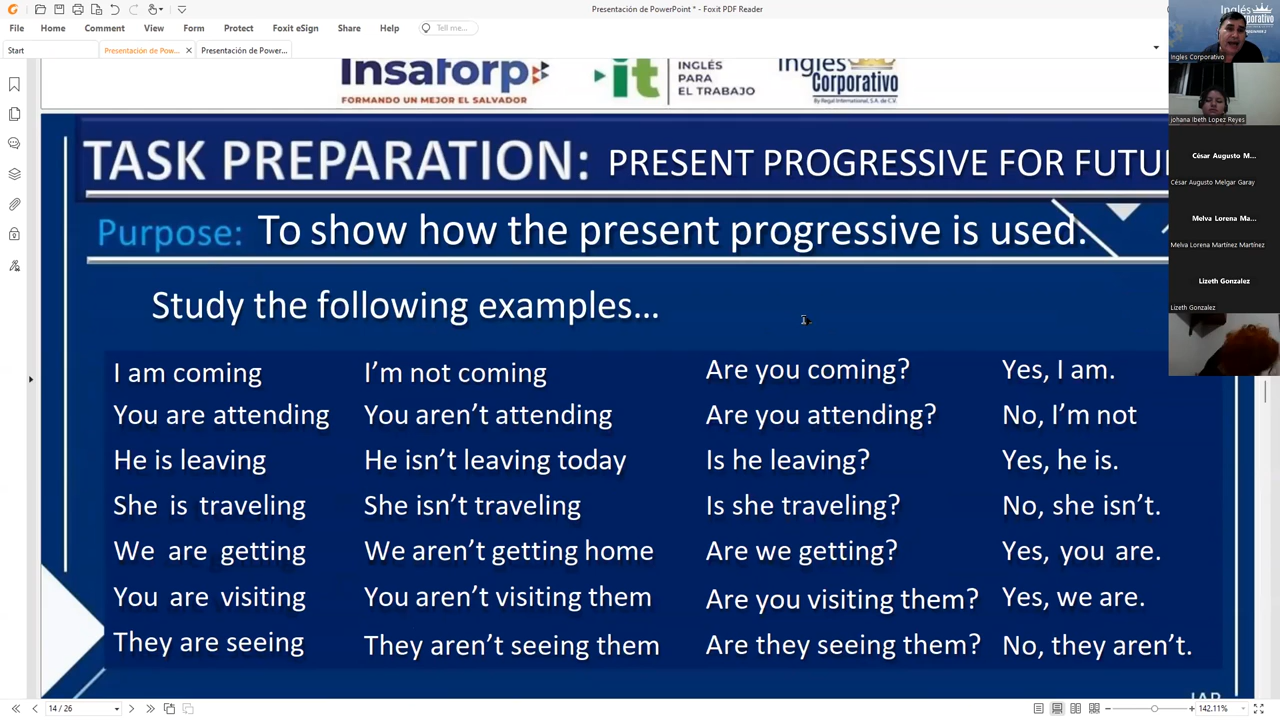 Presentación de PowerPoint * - Foxit PDF Reader
File Home Comment View Form Protect Foxit eSign Share Help Tell me...
Start Presentación de Pow... Presentación de Power...
Insaforp
FORMANDO UN MEJOR EL SALVADOR
it
INGLÉS
PARA
EL TRABAJO
Inglés
Corporativo
By Regal International, S.A. de C.V.
TASK PREPARATION: PRESENT PROGRESSIVE FOR FUTU
Purpose: To show how the present progressive is used.
Study the following examples...
I am coming I'm not coming Are you coming? Yes, I am.
You are attending You aren't attending Are you attending? No, I'm not
He is leaving He isn't leaving today Is he leaving? Yes, he is.
She is traveling She isn't traveling Is she traveling? No, she isn't.
We are getting We aren't getting home Are we getting? Yes, you are.
You are visiting You aren't visiting them Are you visiting them? Yes, we are.
They are seeing They aren't seeing them Are they seeing them? No, they aren't.
Inglés Corporativo
Johana Ibeth Lopez Reyes
César Augusto M...
César Augusto Melgar Garay
Melva Lorena Ma...
Melva Lorena Martínez Martínez
Lizeth Gonzalez
Lizeth Gonzalez
14 / 26
142.11%